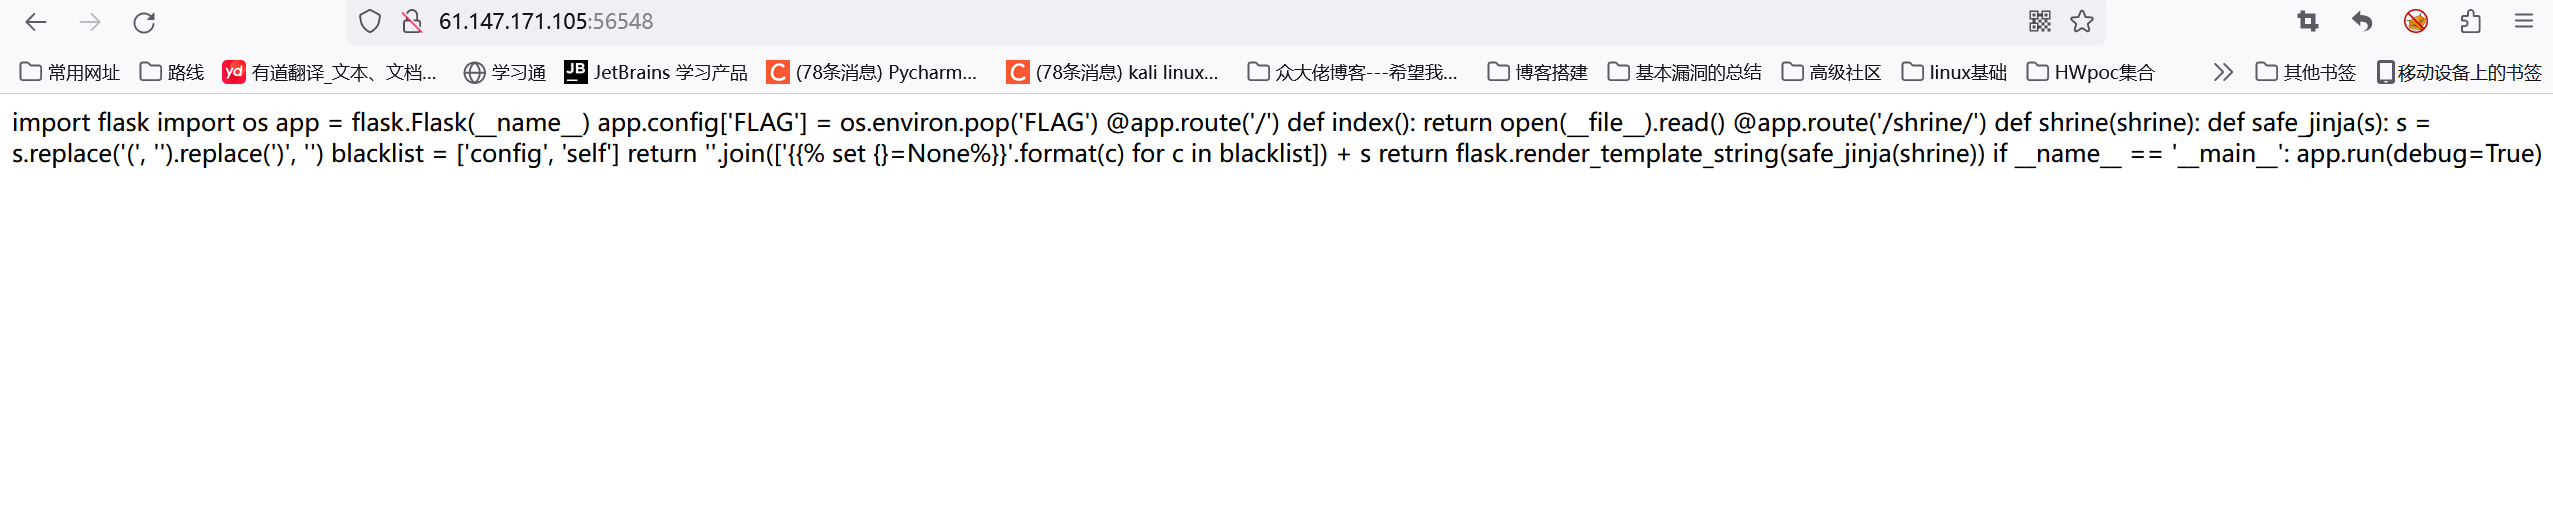 61.147.171.105:56548
常用网址 路线 yd 有道翻译_文本、文档... 学习通 JB JetBrains 学习产品 C (78条消息) Pycharm... C (78条消息) kali linux... 众大佬博客---希望我... 博客搭建 基本漏洞的总结 高级社区 linux基础 HWpoc集合 其他书签 移动设备上的书签
import flask import os app = flask.Flask(__name__) app.config['FLAG'] = os.environ.pop('FLAG') @app.route('/') def index(): return open(__file__).read() @app.route('/shrine/') def shrine(shrine): def safe_jinja(s): s =
s.replace('(', '').replace(')', '') blacklist = ['config', 'self'] return ''.join(['{{% set {}=None%}}'.format(c) for c in blacklist]) + s return flask.render_template_string(safe_jinja(shrine)) if __name__ == '__main__': app.run(debug=True)